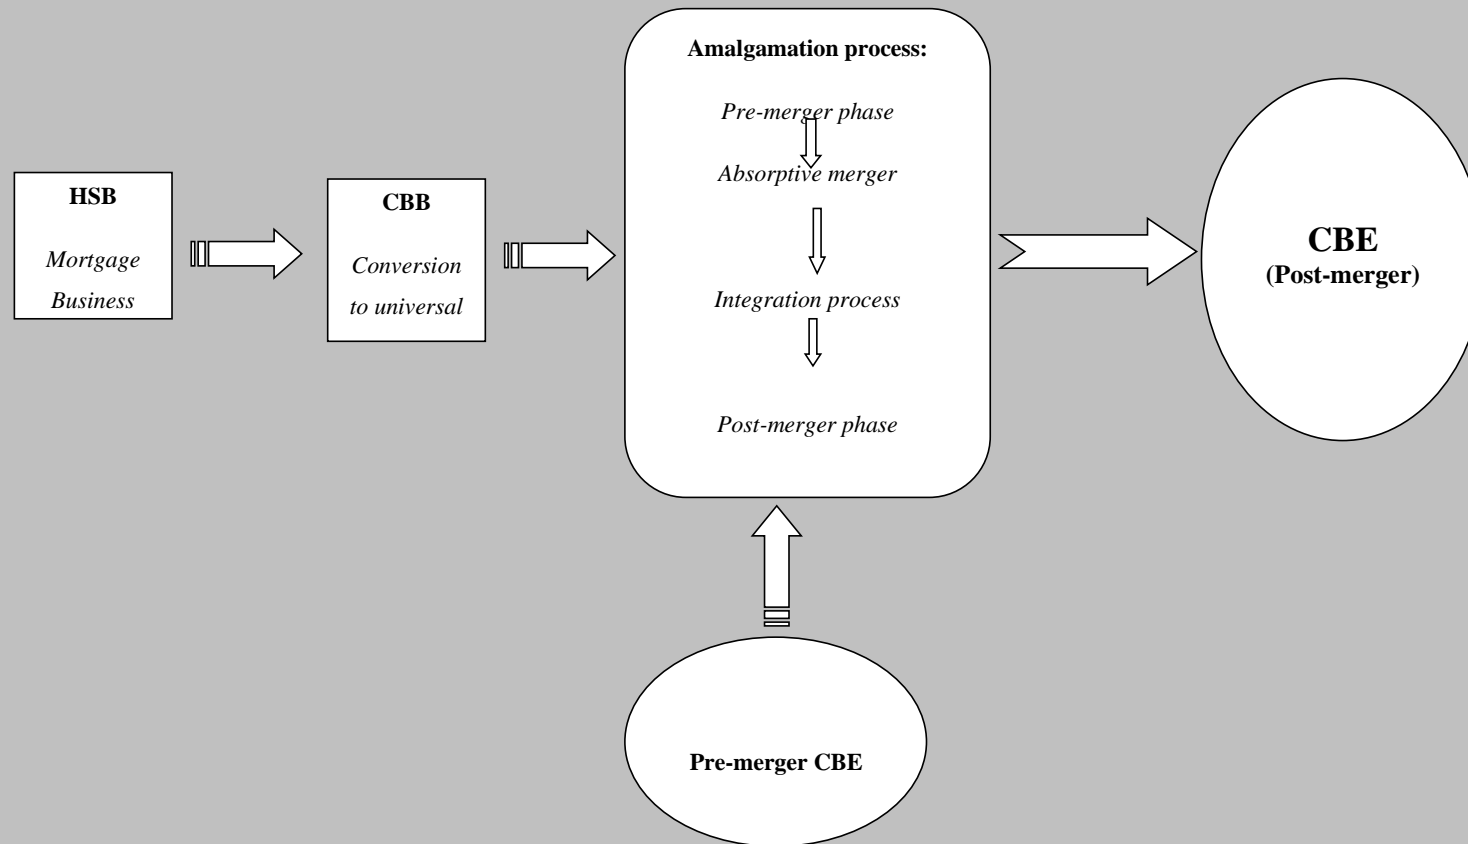 HSB
Mortgage
Business
CBB
Conversion
to universal
Amalgamation process:
Pre-merger phase
Absorptive merger
Integration process
Post-merger phase
CBE
(Post-merger)
Pre-merger CBE